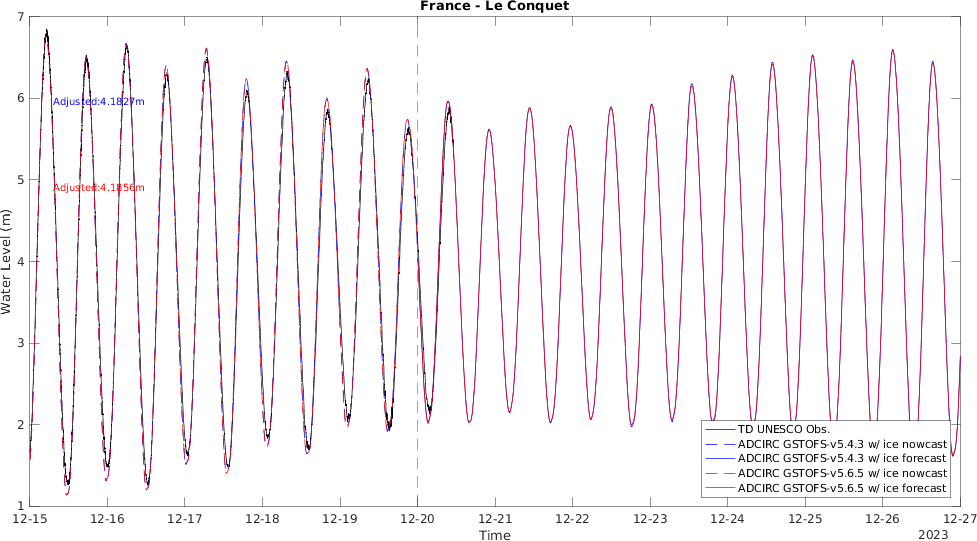 France - Le Conquet
7
6
5
4
3
2
1
Water Level (m)
Adjusted:4.1827m
Adjusted:4.1856m
TD UNESCO Obs.
ADCIRC GSTOFS-v5.4.3 w/ ice nowcast
ADCIRC GSTOFS-v5.4.3 w/ ice forecast
ADCIRC GSTOFS-v5.6.5 w/ ice nowcast
ADCIRC GSTOFS-v5.6.5 w/ ice forecast
12-15 12-16 12-17 12-18 12-19 12-20 12-21 12-22 12-23 12-24 12-25 12-26 12-27
Time
2023